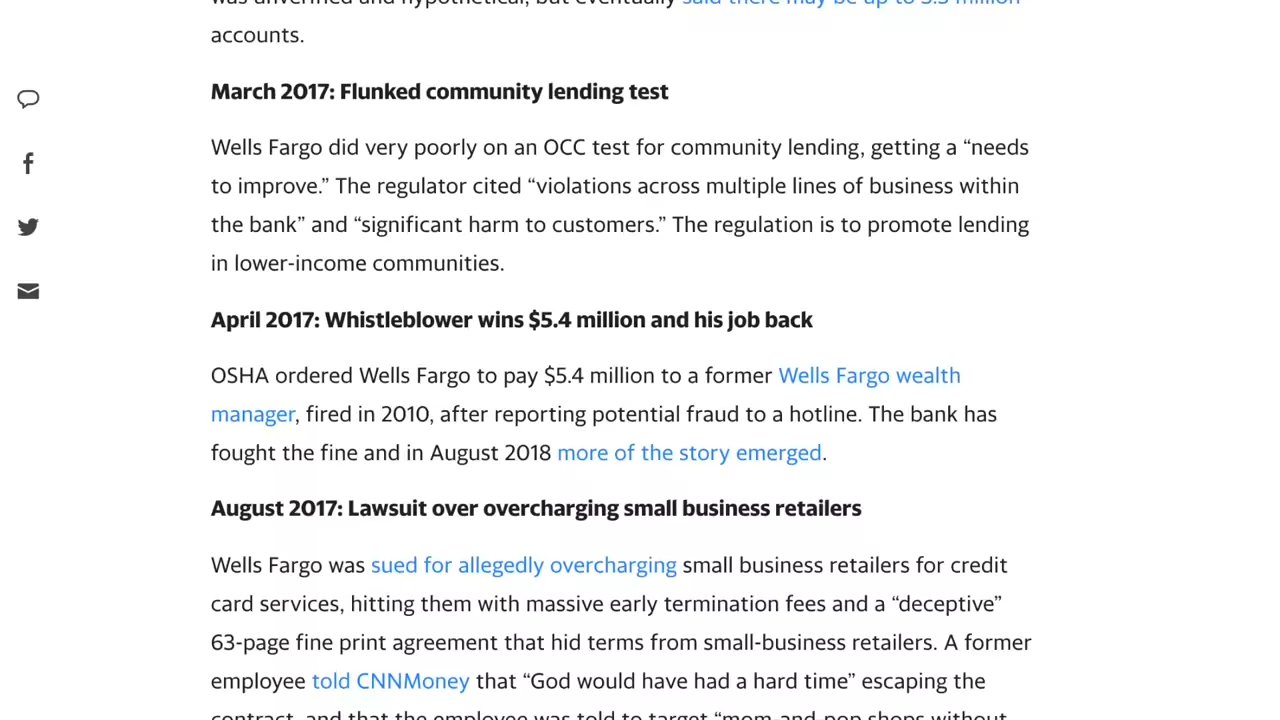 was unverified and hypothetical, but eventually said there may be up to 3.5 million
accounts.
March 2017: Flunked community lending test
Wells Fargo did very poorly on an OCC test for community lending, getting a “needs
to improve.” The regulator cited “violations across multiple lines of business within
the bank” and “significant harm to customers.” The regulation is to promote lending
in lower-income communities.
April 2017: Whistleblower wins $5.4 million and his job back
OSHA ordered Wells Fargo to pay $5.4 million to a former Wells Fargo wealth
manager, fired in 2010, after reporting potential fraud to a hotline. The bank has
fought the fine and in August 2018 more of the story emerged.
August 2017: Lawsuit over overcharging small business retailers
Wells Fargo was sued for allegedly overcharging small business retailers for credit
card services, hitting them with massive early termination fees and a “deceptive”
63-page fine print agreement that hid terms from small-business retailers. A former
employee told CNNMoney that “God would have had a hard time” escaping the
contract, and that the employee was told to target “mom-and-pop shops without